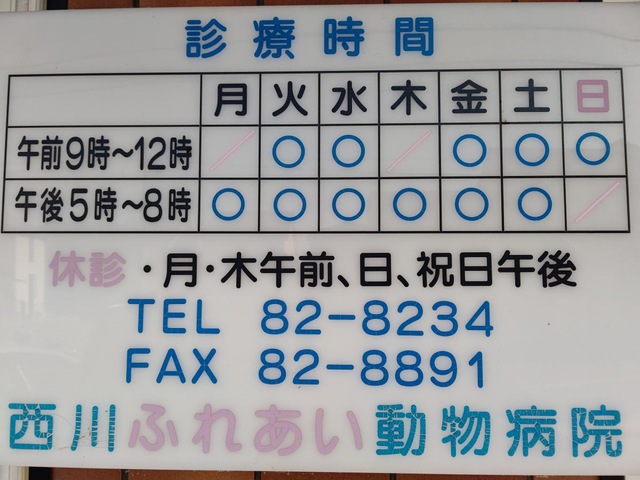 診療時間
月 火 水 木 金 土 日
午前9時〜12時 ／ ○ ○ ／ ○ ○ ○
午後5時〜8時 ○ ○ ○ ○ ○ ○ ／
休診・月・木午前、日、祝日午後
TEL 82-8234
FAX 82-8891
西川ふれあい動物病院